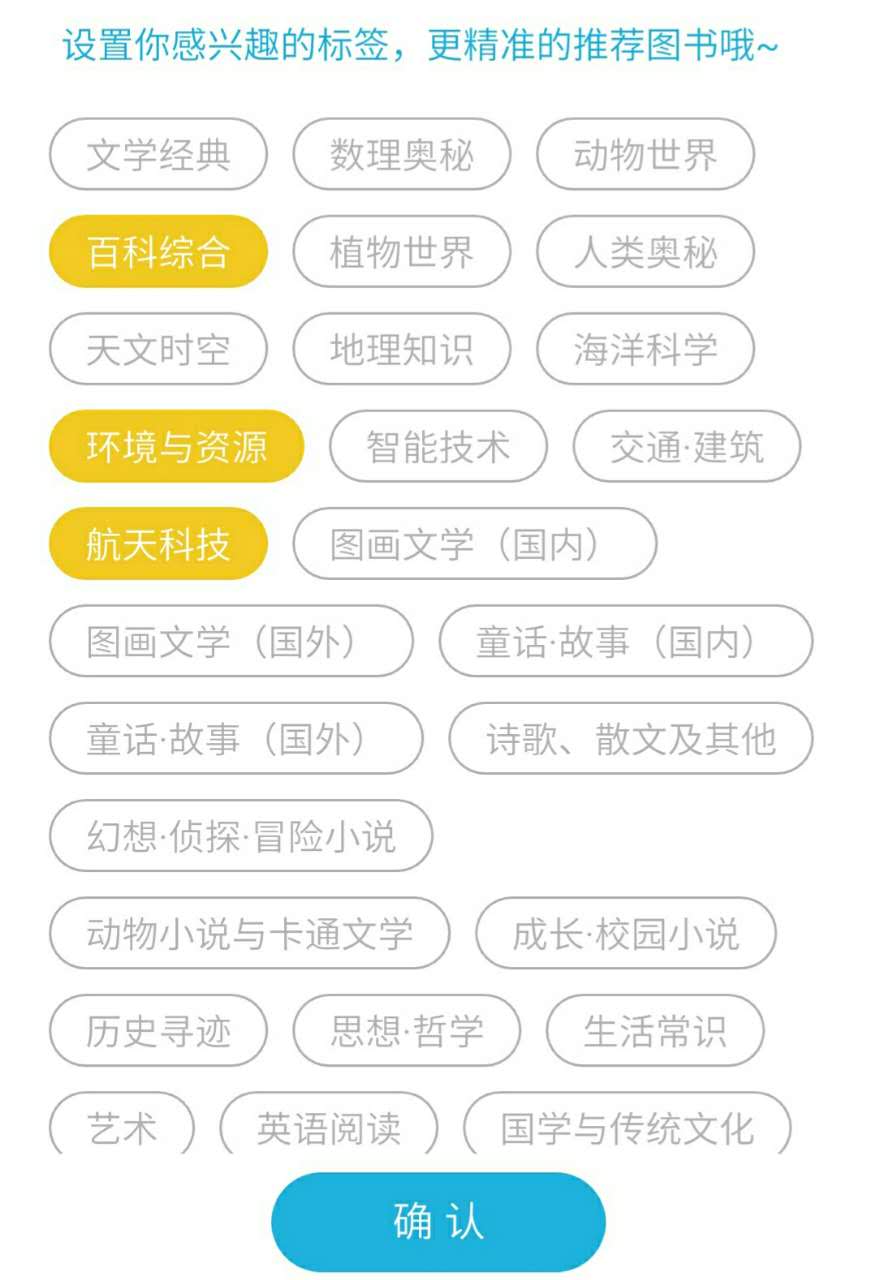 设置你感兴趣的标签，更精准的推荐图书哦~
文学经典 数理奥秘 动物世界
百科综合 植物世界 人类奥秘
天文时空 地理知识 海洋科学
环境与资源 智能技术 交通·建筑
航天科技 图画文学（国内）
图画文学（国外） 童话·故事（国内）
童话·故事（国外） 诗歌、散文及其他
幻想·侦探·冒险小说
动物小说与卡通文学 成长·校园小说
历史寻迹 思想·哲学 生活常识
艺术 英语阅读 国学与传统文化
确认